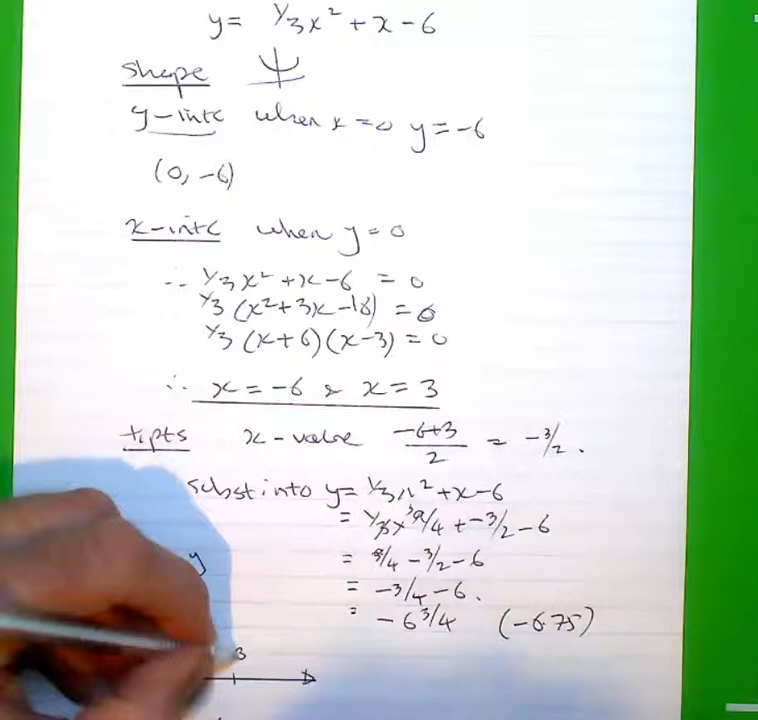 y = 1/3x² + x - 6
shape
y-intc when x = 0 y = -6
(0, -6)
x-intc when y = 0
∴ 1/3x² + x - 6 = 0
1/3 (x² + 3x - 18) = 0
1/3 (x + 6)(x - 3) = 0
∴ x = -6 & x = 3
t/pts x-value (-6+3)/2 = -3/2.
subst into y = 1/3x² + x - 6
= 1/3 × 9/4 + -3/2 - 6
= 3/4 - 3/2 - 6
= -3/4 - 6.
= -6 3/4 (-6.75)
y
3